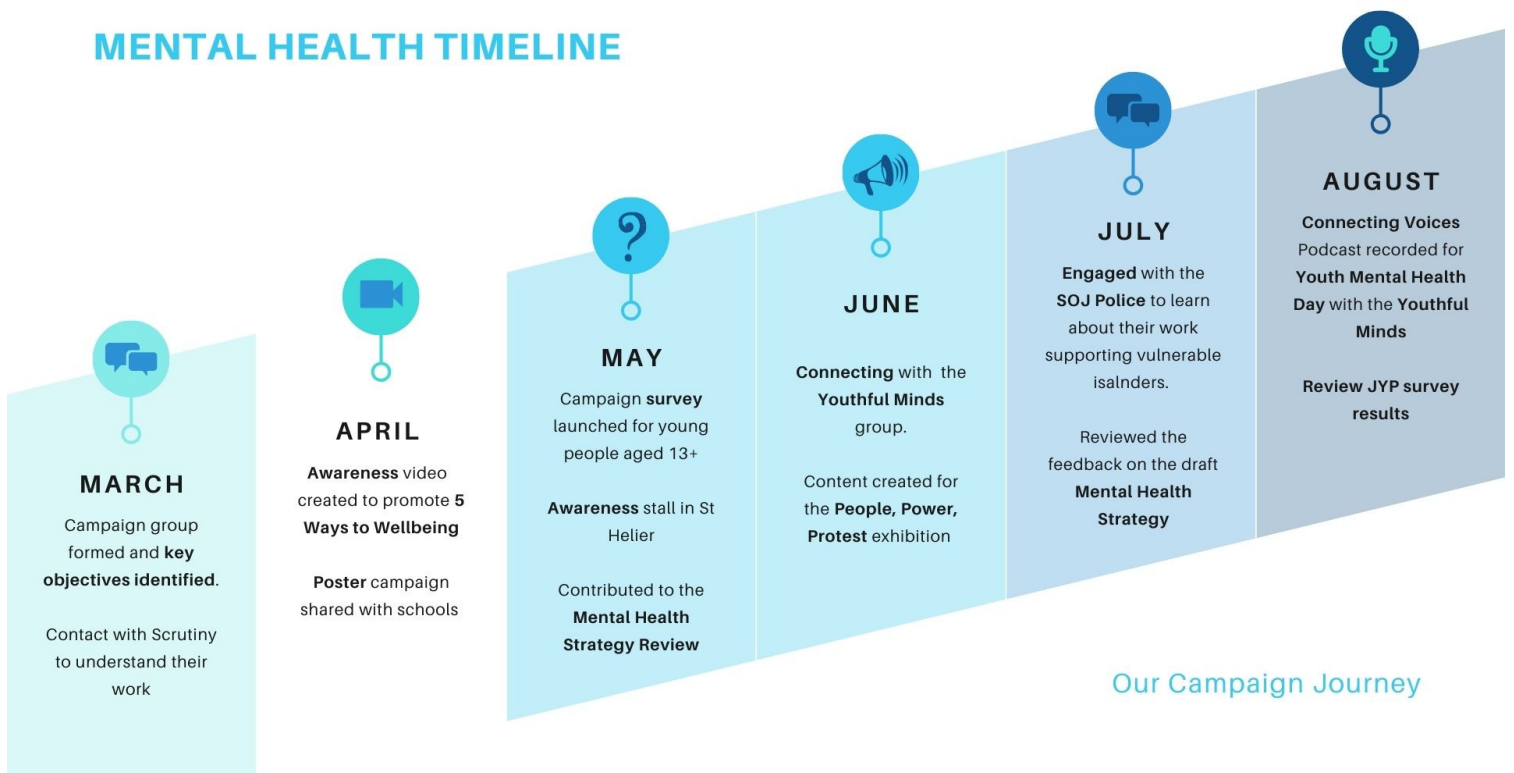 MENTAL HEALTH TIMELINE
MARCH
Campaign group
formed and key
objectives identified.
Contact with Scrutiny
to understand their
work
APRIL
Awareness video
created to promote 5
Ways to Wellbeing
Poster campaign
shared with schools
MAY
Campaign survey
launched for young
people aged 13+
Awareness stall in St
Helier
Contributed to the
Mental Health
Strategy Review
JUNE
Connecting with the
Youthful Minds
group.
Content created for
the People, Power,
Protest exhibition
JULY
Engaged with the
SOJ Police to learn
about their work
supporting vulnerable
isalnders.
Reviewed the
feedback on the draft
Mental Health
Strategy
AUGUST
Connecting Voices
Podcast recorded for
Youth Mental Health
Day with the Youthful
Minds
Review JYP survey
results
Our Campaign Journey